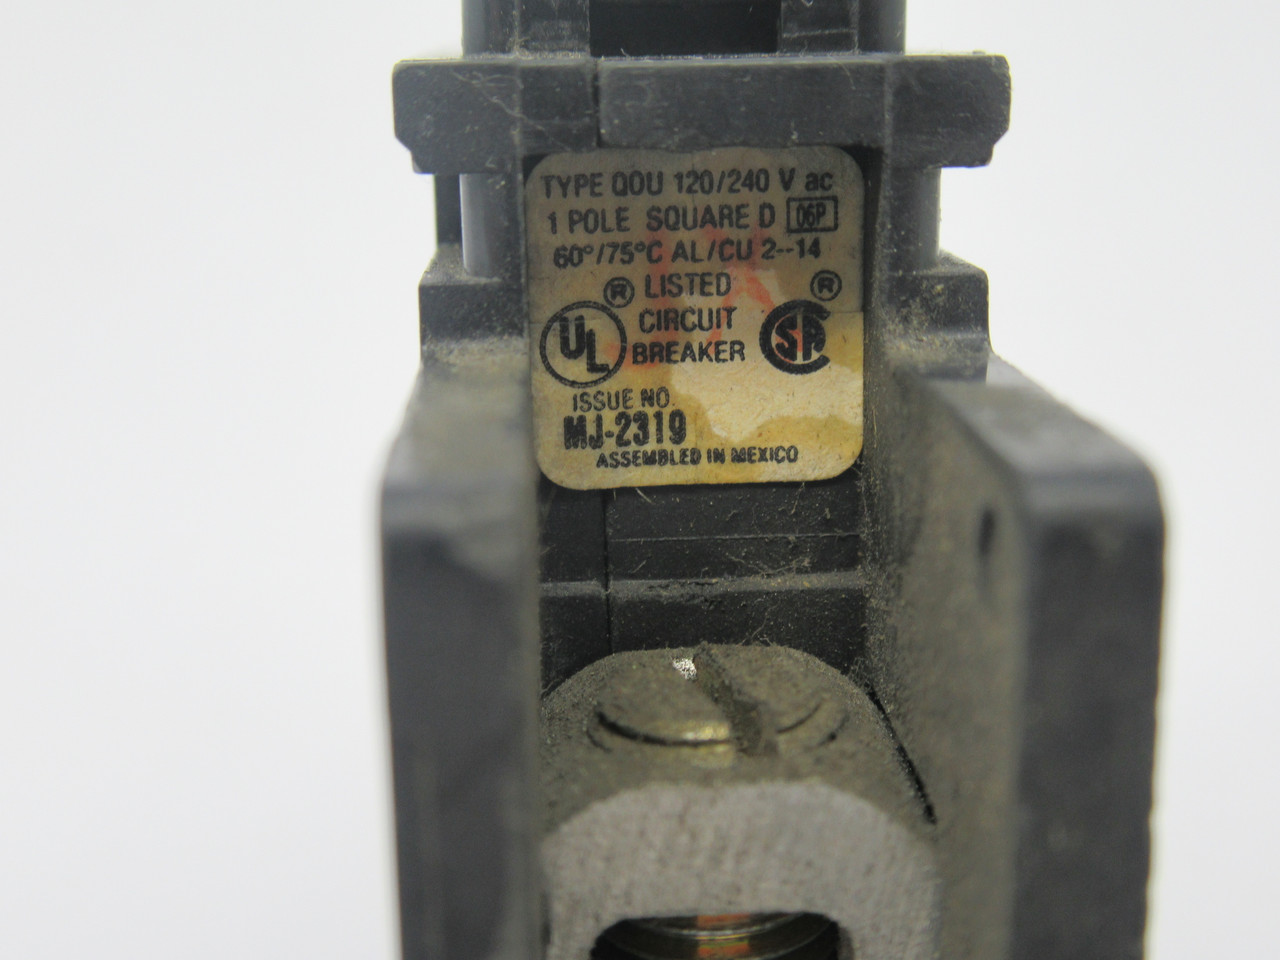 TYPE QOU 120/240 V ac
1 POLE SQUARE D 06P
60°/75°C AL/CU 2--14
® LISTED ®
UL CIRCUIT SA
BREAKER
ISSUE NO.
MJ-2319
ASSEMBLED IN MEXICO